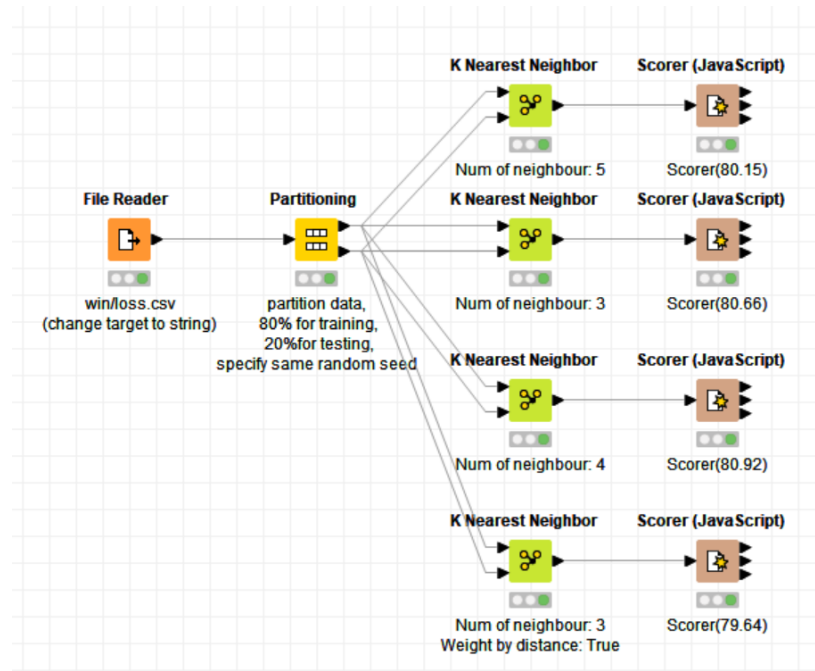 K Nearest Neighbor
Scorer (JavaScript)
Num of neighbour: 5
Scorer(80.15)
File Reader
Partitioning
K Nearest Neighbor
Scorer (JavaScript)
win/loss.csv
(change target to string)
partition data,
80% for training,
20%for testing,
specify same random seed
Num of neighbour: 3
Scorer(80.66)
K Nearest Neighbor
Scorer (JavaScript)
Num of neighbour: 4
Scorer(80.92)
K Nearest Neighbor
Scorer (JavaScript)
Num of neighbour: 3
Weight by distance: True
Scorer(79.64)